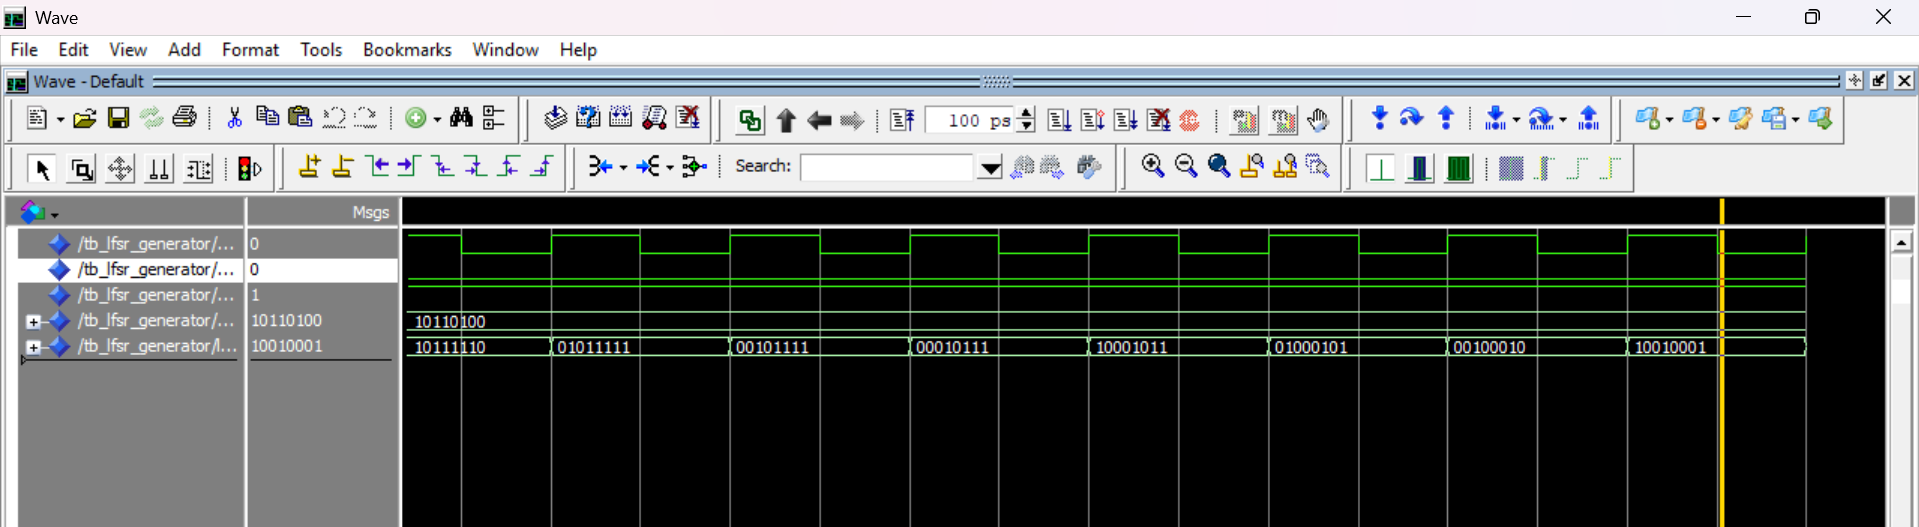 Wave
File Edit View Add Format Tools Bookmarks Window Help
Wave - Default
100 ps
Search:
Msgs
/tb_lfsr_generator/... 0
/tb_lfsr_generator/... 0
/tb_lfsr_generator/... 1
/tb_lfsr_generator/... 10110100 10110100
/tb_lfsr_generator/l... 10010001 10111110 01011111 00101111 00010111 10001011 01000101 00100010 10010001